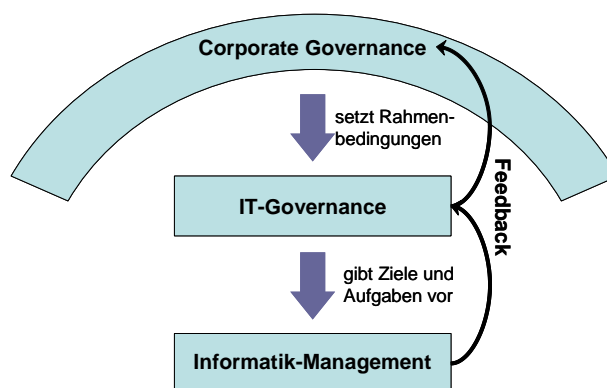 Corporate Governance
setzt Rahmen-
bedingungen
IT-Governance
Feedback
gibt Ziele und
Aufgaben vor
Informatik-Management